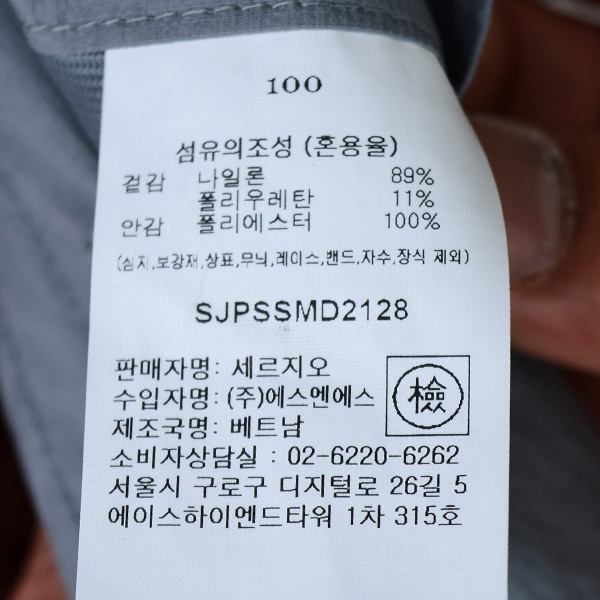 100
섬유의조성 (혼용율)
겉감 나일론 89%
폴리우레탄 11%
안감 폴리에스터 100%
(심지,보강재,상표,무늬,레이스,밴드,자수,장식 제외)
SJPSSMD2128
판매자명: 세르지오
수입자명: (주)에스엔에스
제조국명: 베트남
檢
소비자상담실 : 02-6220-6262
서울시 구로구 디지털로 26길 5
에이스하이엔드타워 1차 315호